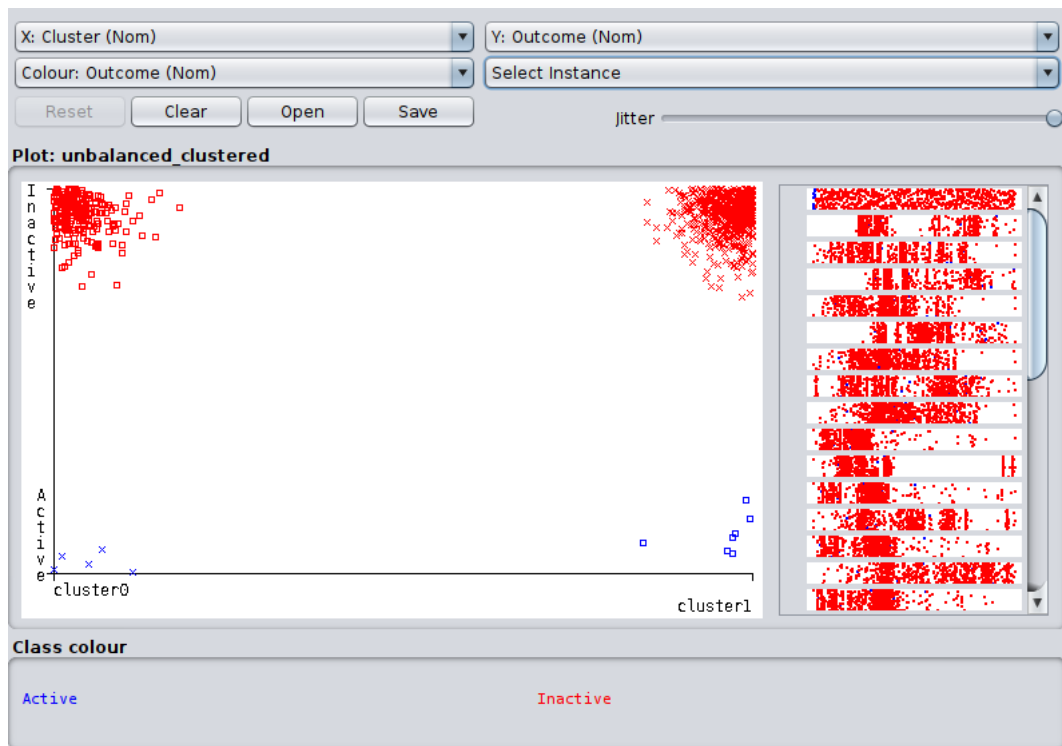 X: Cluster (Nom)
Y: Outcome (Nom)
Colour: Outcome (Nom)
Select Instance
Reset
Clear
Open
Save
Jitter
Plot: unbalanced_clustered
Inactive
Active
cluster0
cluster1
Class colour
Active
Inactive